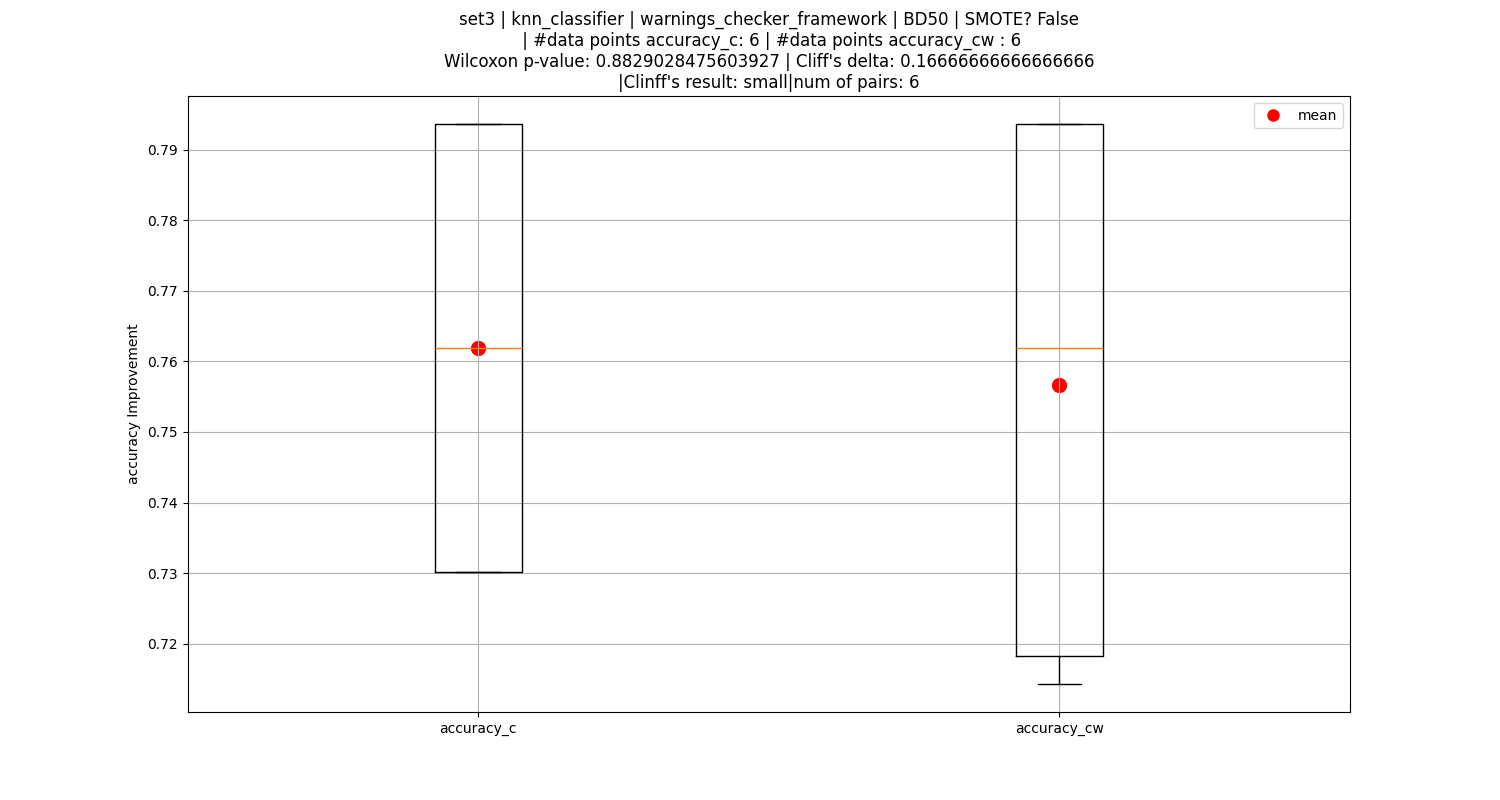 set3 | knn_classifier | warnings_checker_framework | BD50 | SMOTE? False
| #data points accuracy_c: 6 | #data points accuracy_cw : 6
Wilcoxon p-value: 0.8829028475603927 | Cliff's delta: 0.16666666666666666
|Clinff's result: small|num of pairs: 6
mean
0.79
0.78
0.77
0.76
0.75
0.74
0.73
0.72
accuracy Improvement
accuracy_c
accuracy_cw